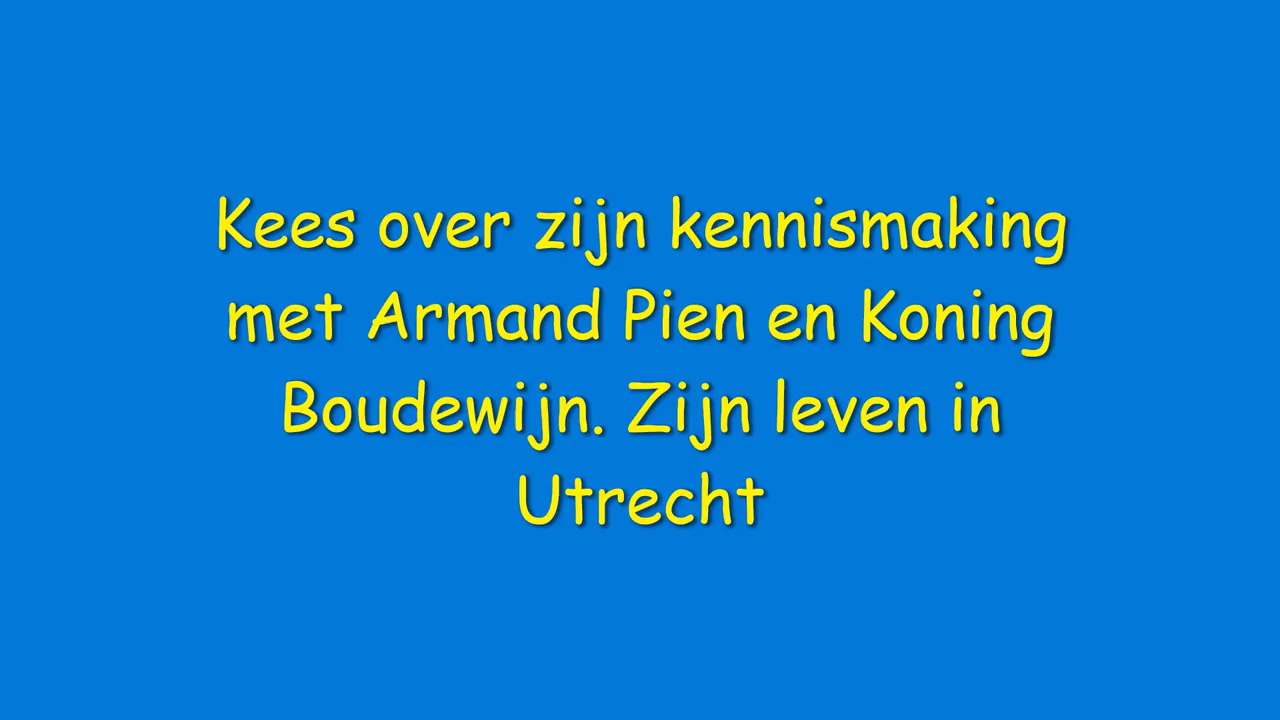 Kees over zijn kennismaking
met Armand Pien en Koning
Boudewijn. Zijn leven in
Utrecht